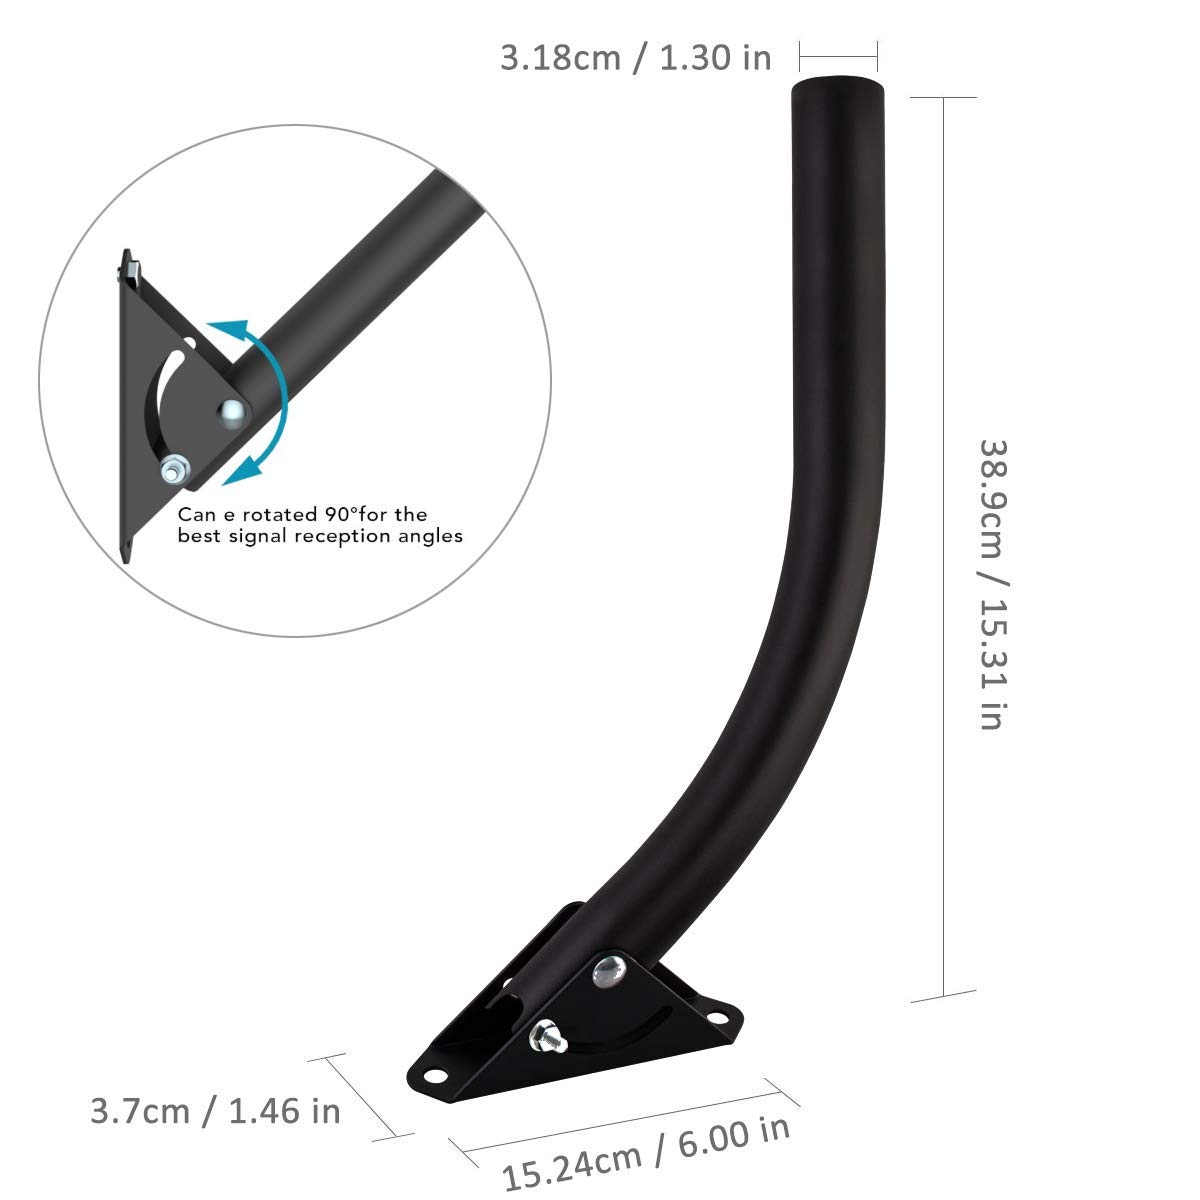 3.18cm / 1.30 in
Can e rotated 90°for the
best signal reception angles
38.9cm / 15.31 in
3.7cm / 1.46 in
15.24cm / 6.00 in